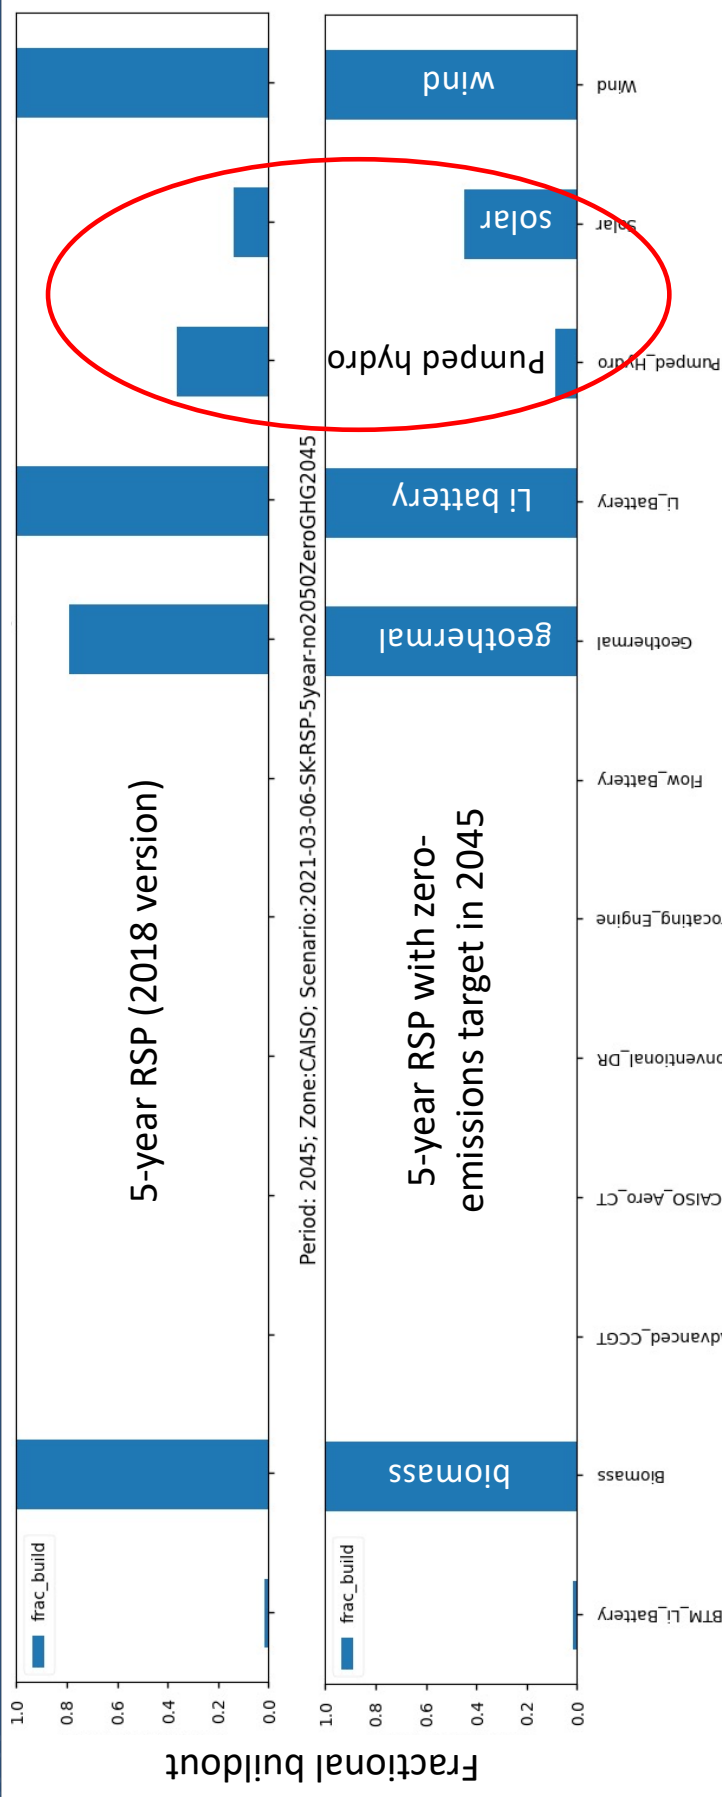 Fractional buildout
1.0
0.8
0.6
0.4
0.2
0.0
frac_build
5-year RSP (2018 version)
Period: 2045; Zone:CAISO; Scenario:2021-03-06-SK-RSP-5year-no2050ZeroGHG2045
1.0
0.8
0.6
0.4
0.2
0.0
frac_build
5-year RSP with zero-
emissions target in 2045
biomass
geothermal
Li battery
Pumped hydro
solar
wind
BTM_Li_Battery
Biomass
dvanced_CCGT
CAISO_Aero_CT
onventional_DR
ocating_Engine
Flow_Battery
Geothermal
Li_Battery
Pumped_Hydro
Solar
Wind